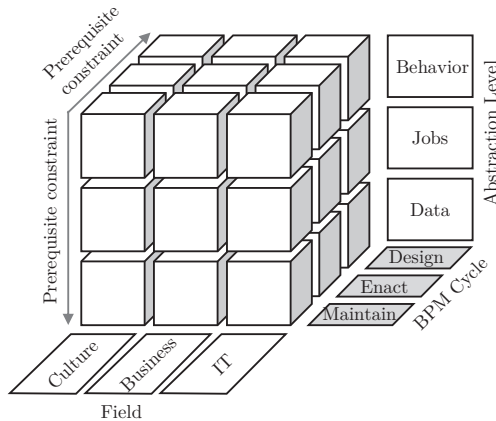 Prerequisite
constraint
Prerequisite constraint
Behavior
Jobs
Data
Abstraction Level
Design
Enact
Maintain
BPM Cycle
Culture
Business
IT
Field